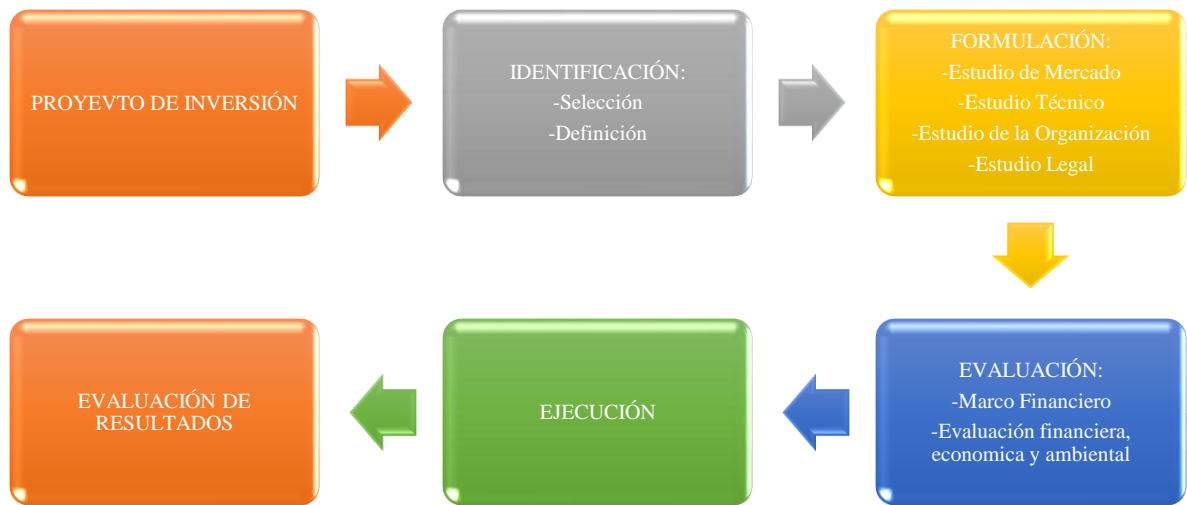 PROYEVTO DE INVERSIÓN
IDENTIFICACIÓN:
-Selección
-Definición
FORMULACIÓN:
-Estudio de Mercado
-Estudio Técnico
-Estudio de la Organización
-Estudio Legal
EVALUACIÓN:
-Marco Financiero
-Evaluación financiera,
economica y ambiental
EJECUCIÓN
EVALUACIÓN DE
RESULTADOS